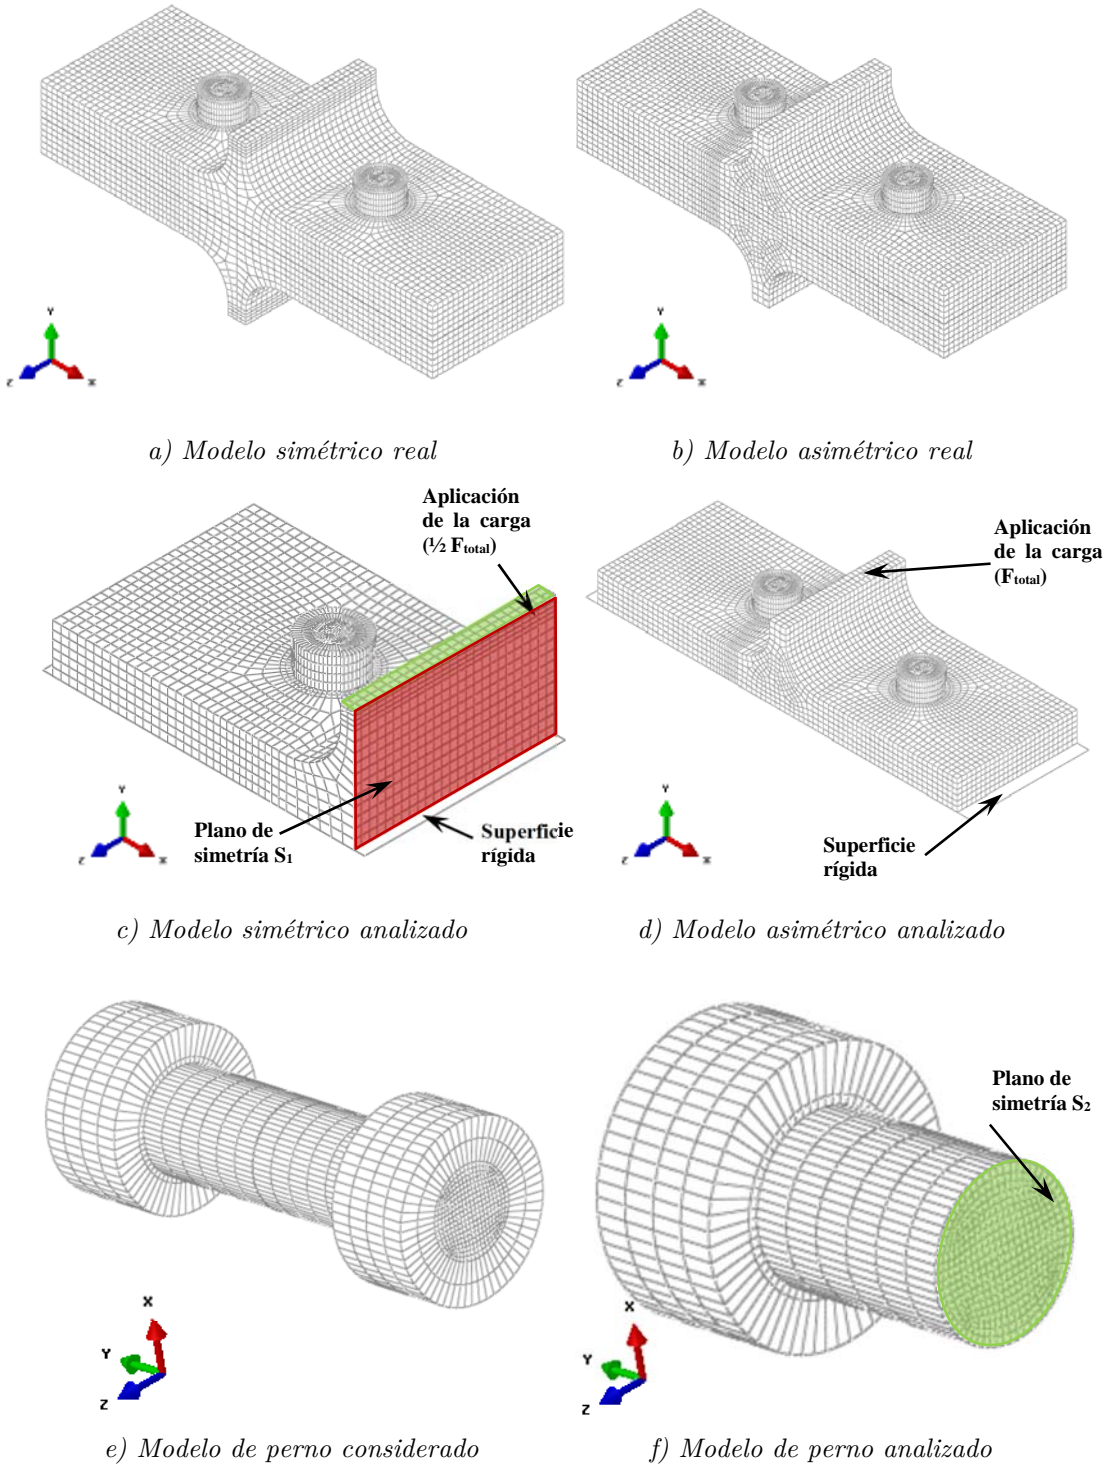 Y
Z
X
Y
Z
X
a) Modelo simétrico real
b) Modelo asimétrico real
Aplicación
de la carga
(½ Ftotal)
Plano de
simetría S1
Superficie
rígida
Y
Z
X
Aplicación
de la carga
(Ftotal)
Superficie
rígida
Y
Z
X
c) Modelo simétrico analizado
d) Modelo asimétrico analizado
X
Y
Z
Plano de
simetría S2
X
Y
Z
e) Modelo de perno considerado
f) Modelo de perno analizado